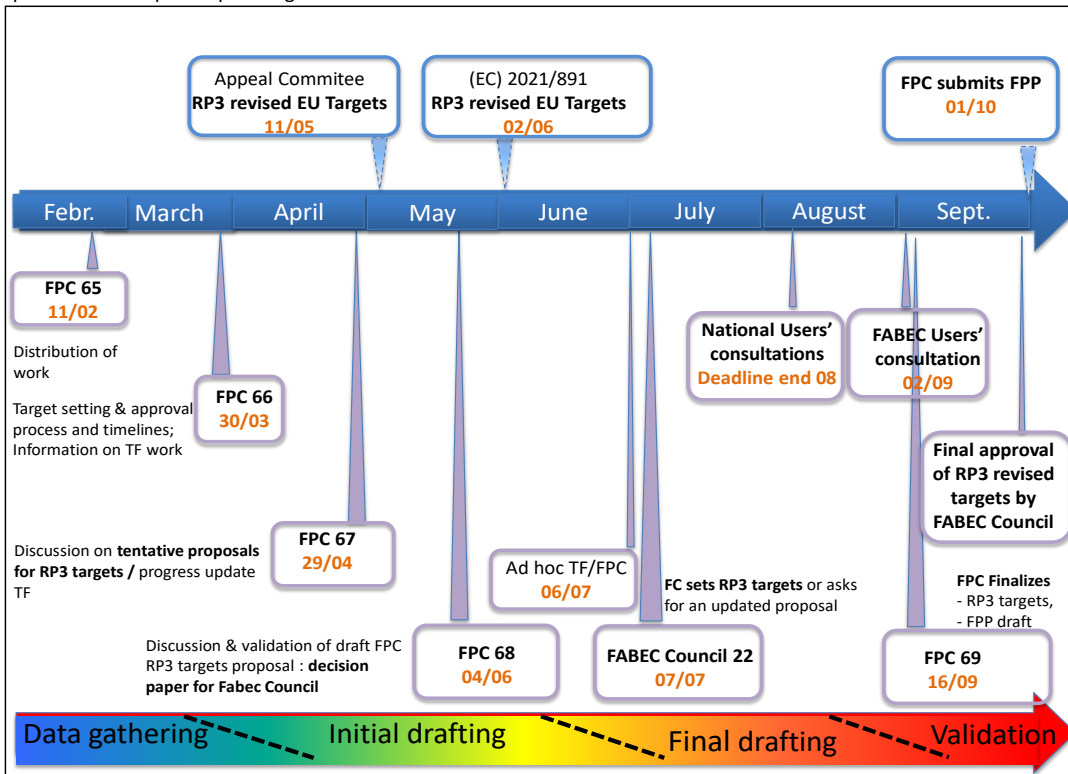 Appeal Commitee
RP3 revised EU Targets
11/05
(EC) 2021/891
RP3 revised EU Targets
02/06
FPC submits FPP
01/10
Febr.
March
April
May
June
July
August
Sept.
FPC 65
11/02
Distribution of
work
FPC 66
30/03
Target setting & approval
process and timelines;
Information on TF work
FPC 67
29/04
Discussion on tentative proposals
for RP3 targets / progress update
TF
FPC 68
04/06
Discussion & validation of draft FPC
RP3 targets proposal : decision
paper for Fabec Council
Ad hoc TF/FPC
06/07
FABEC Council 22
07/07
FC sets RP3 targets or asks
for an updated proposal
National Users’
consultations
Deadline end 08
FABEC Users’
consultation
02/09
Final approval
of RP3 revised
targets by
FABEC Council
FPC Finalizes
- RP3 targets,
- FPP draft
FPC 69
16/09
Data gathering
Initial drafting
Final drafting
Validation